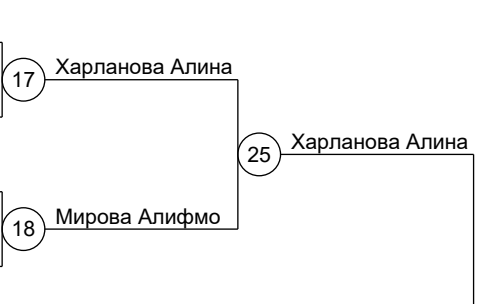 17 Харланова Алина
25 Харланова Алина
18 Мирова Алифмо